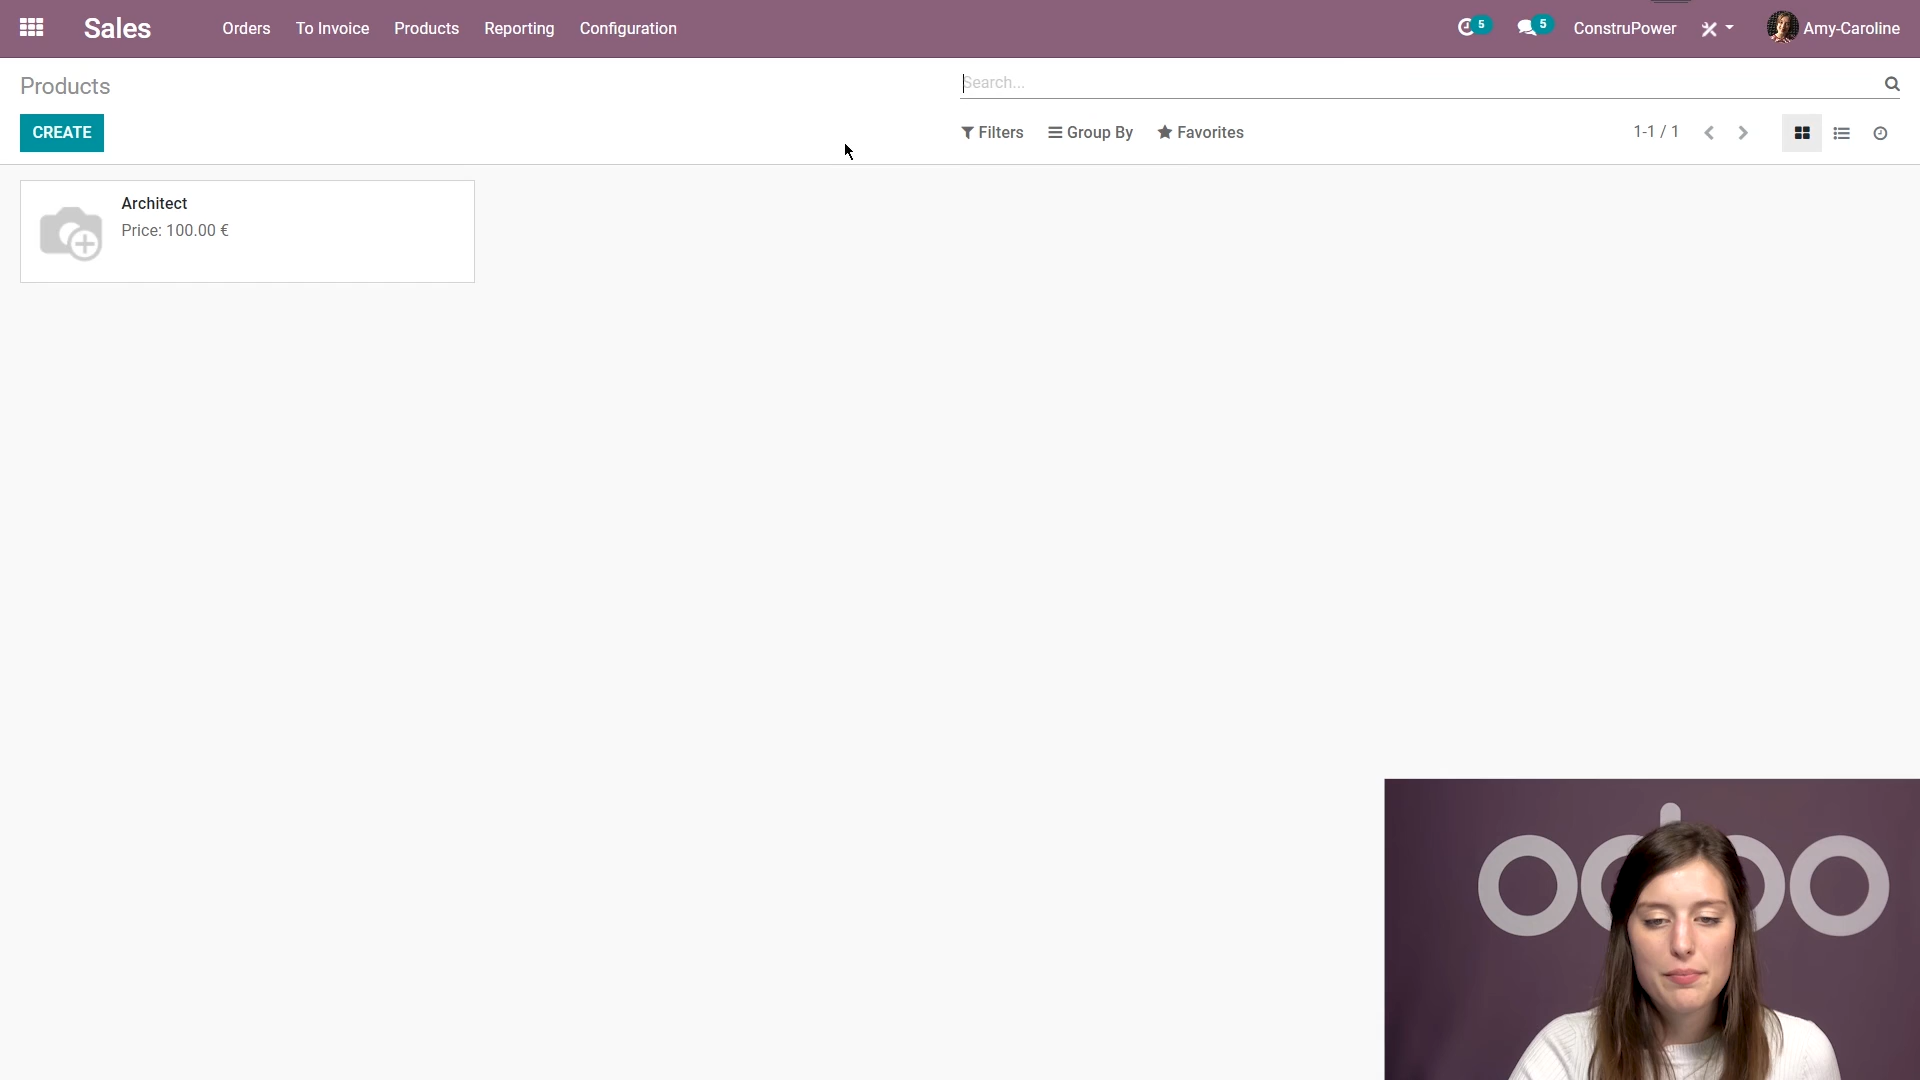 Sales Orders To Invoice Products Reporting Configuration 5 5 ConstruPower Amy-Caroline
Products Search...
CREATE Filters Group By Favorites 1-1 / 1
Architect
Price: 100.00 €
odoo